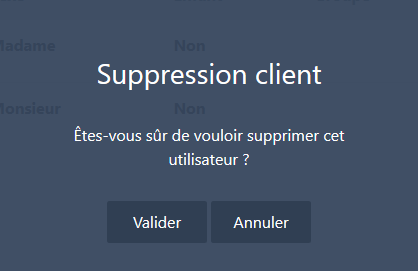 Madame Non
Suppression client
Monsieur Non
Êtes-vous sûr de vouloir supprimer cet
utilisateur ?
Valider Annuler